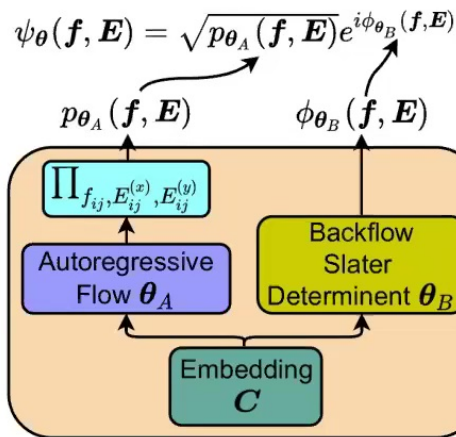 ψ_θ(f, E) = √p_{θ_A}(f, E) e^{iϕ_{θ_B}(f,E)}
p_{θ_A}(f, E)
ϕ_{θ_B}(f, E)
∏_{f_{ij}, E_{ij}^{(x)}, E_{ij}^{(y)}}
Autoregressive
Flow θ_A
Backflow
Slater
Determinent θ_B
Embedding
C